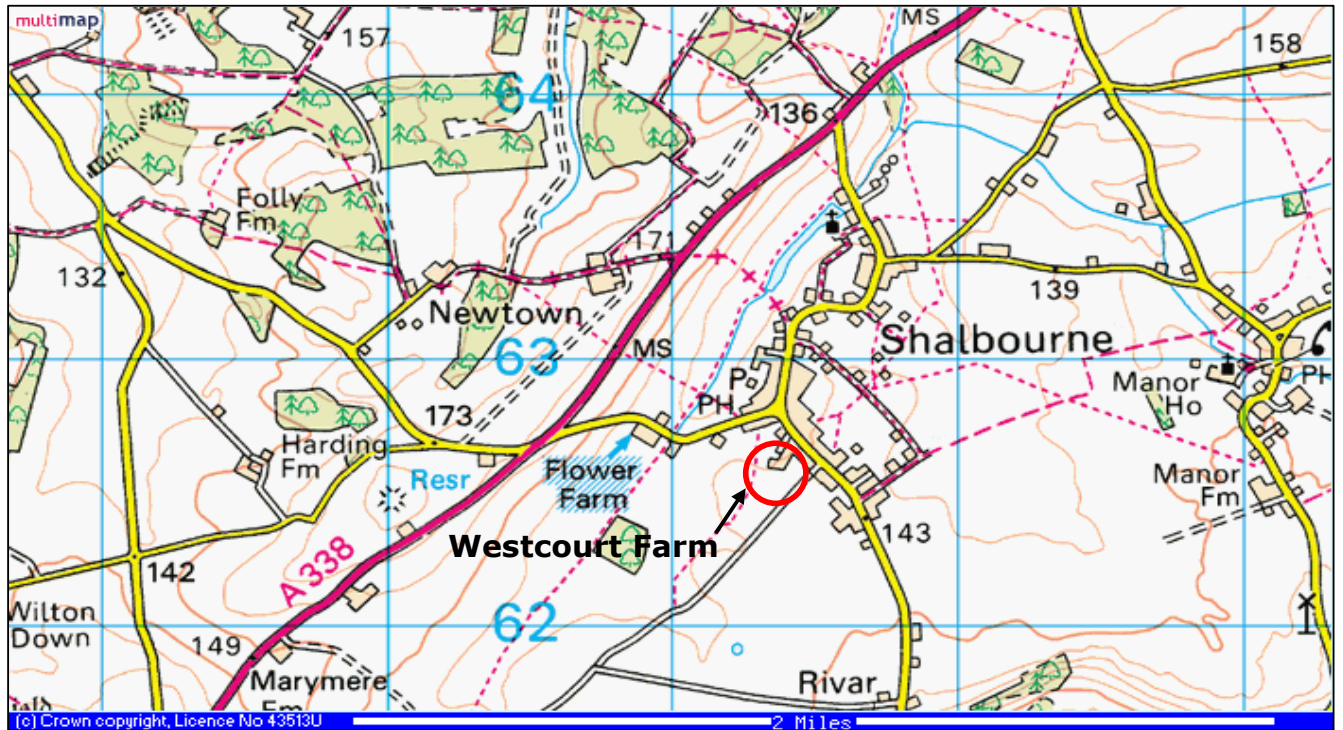 multimap
157
64
MS
158
136
Folly
Fm
171
132
Newtown
139
63
MS
Shalbourne
P
PH
Manor
Ho
PH
173
Harding
Fm
Resr
Flower
Farm
Manor
Fm
Westcourt Farm
143
142
A 338
Wilton
Down
62
149
Marymere
Fm
Rivar
(c) Crown copyright, Licence No 43513U
2 Miles